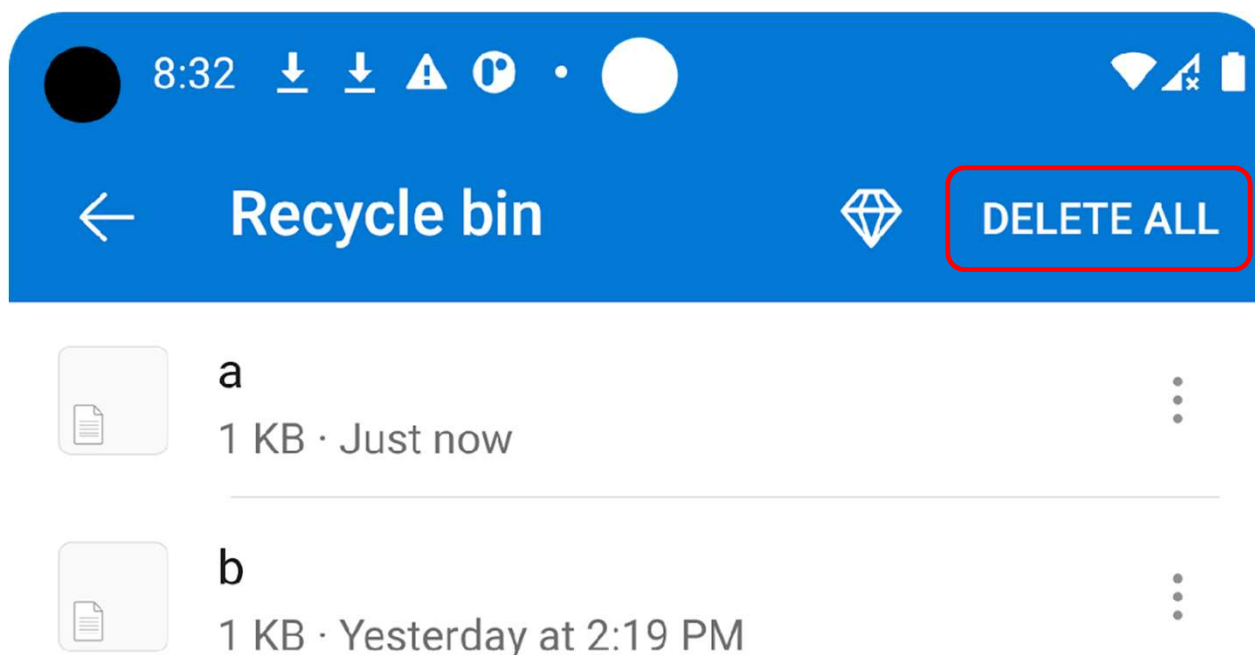 8:32
Recycle bin
DELETE ALL
a
1 KB · Just now
b
1 KB · Yesterday at 2:19 PM